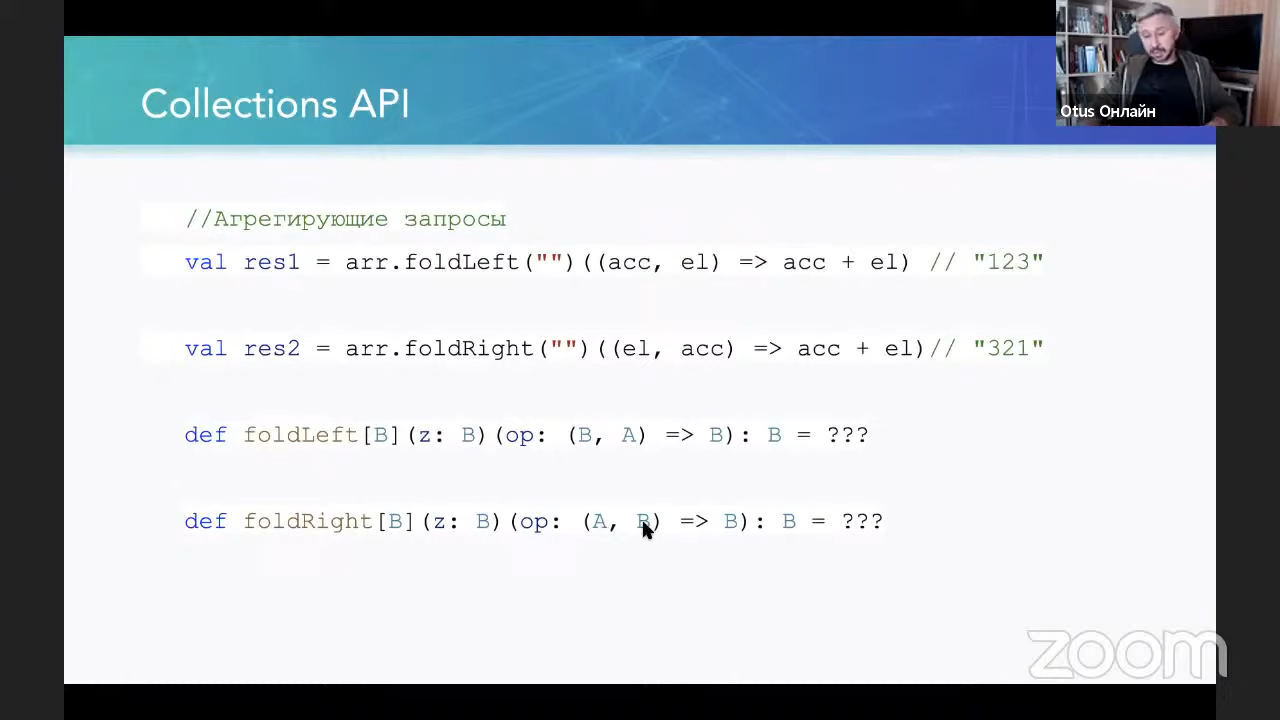 Collections API
Otus Онлайн
//Агрегирующие запросы
val res1 = arr.foldLeft("")((acc, el) => acc + el) // "123"
val res2 = arr.foldRight("")((el, acc) => acc + el)// "321"
def foldLeft[B](z: B)(op: (B, A) => B): B = ???
def foldRight[B](z: B)(op: (A, B) => B): B = ???
zoom